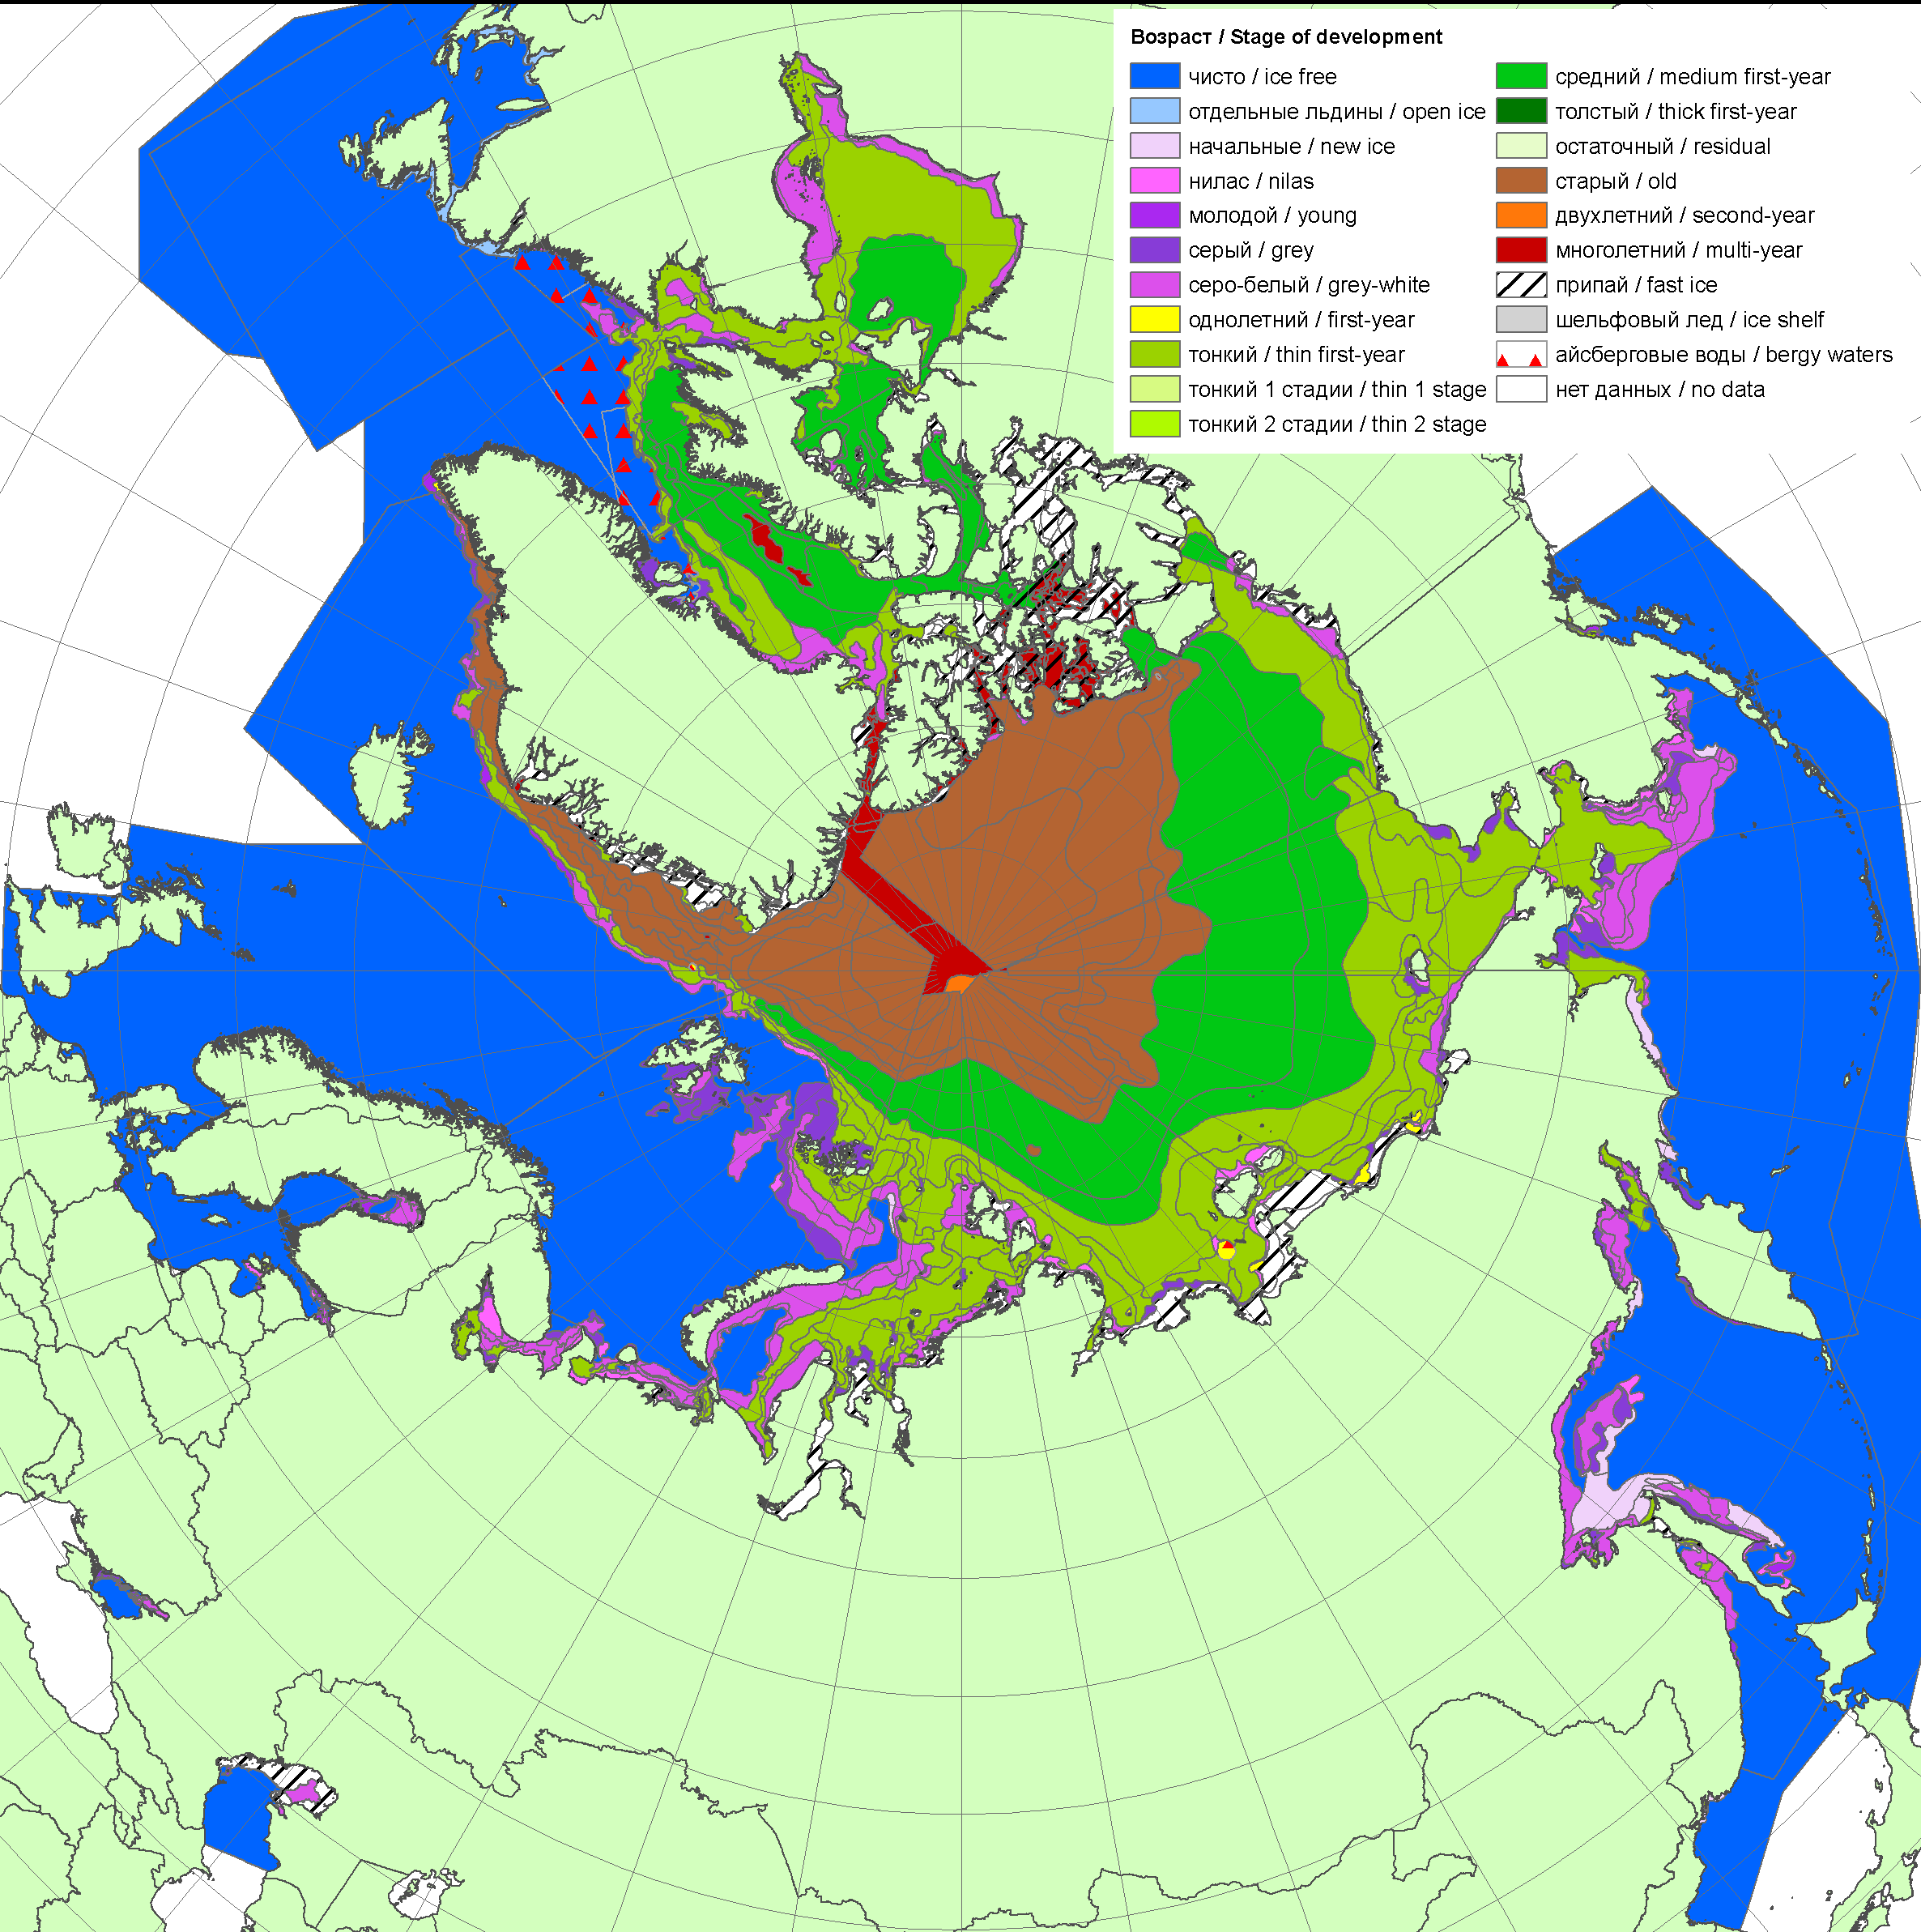 Возраст / Stage of development
чисто / ice free
отдельные льдины / open ice
начальные / new ice
нилас / nilas
молодой / young
серый / grey
серо-белый / grey-white
однолетний / first-year
тонкий / thin first-year
тонкий 1 стадии / thin 1 stage
тонкий 2 стадии / thin 2 stage
средний / medium first-year
толстый / thick first-year
остаточный / residual
старый / old
двухлетний / second-year
многолетний / multi-year
припай / fast ice
шельфовый лед / ice shelf
айсберговые воды / bergy waters
нет данных / no data